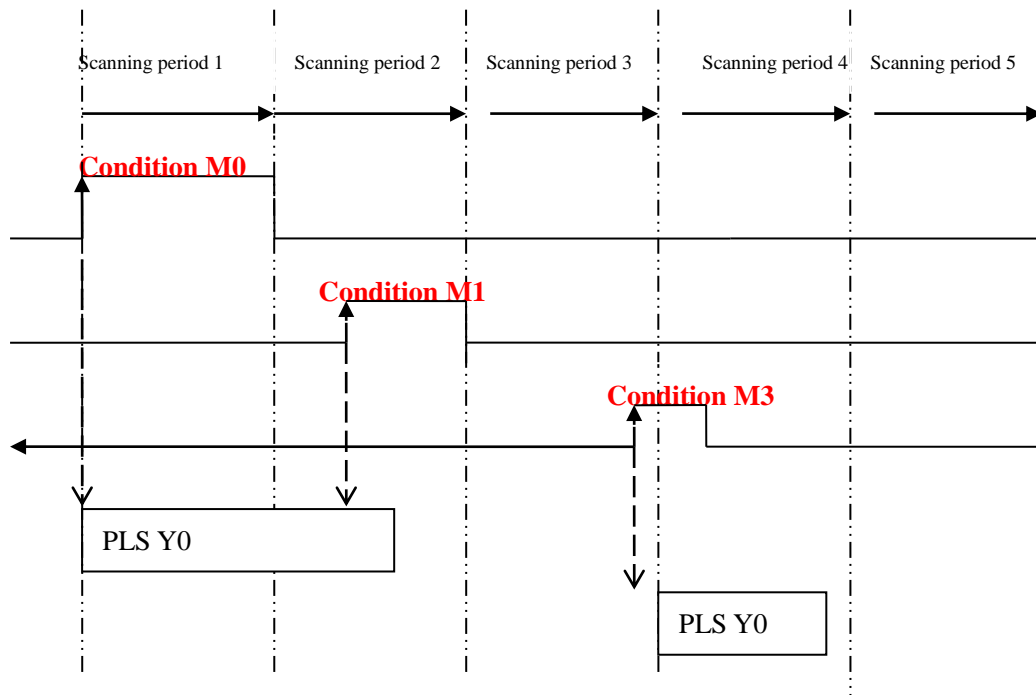 Scanning period 1
Scanning period 2
Scanning period 3
Scanning period 4
Scanning period 5
Condition M0
Condition M1
Condition M3
PLS Y0
PLS Y0